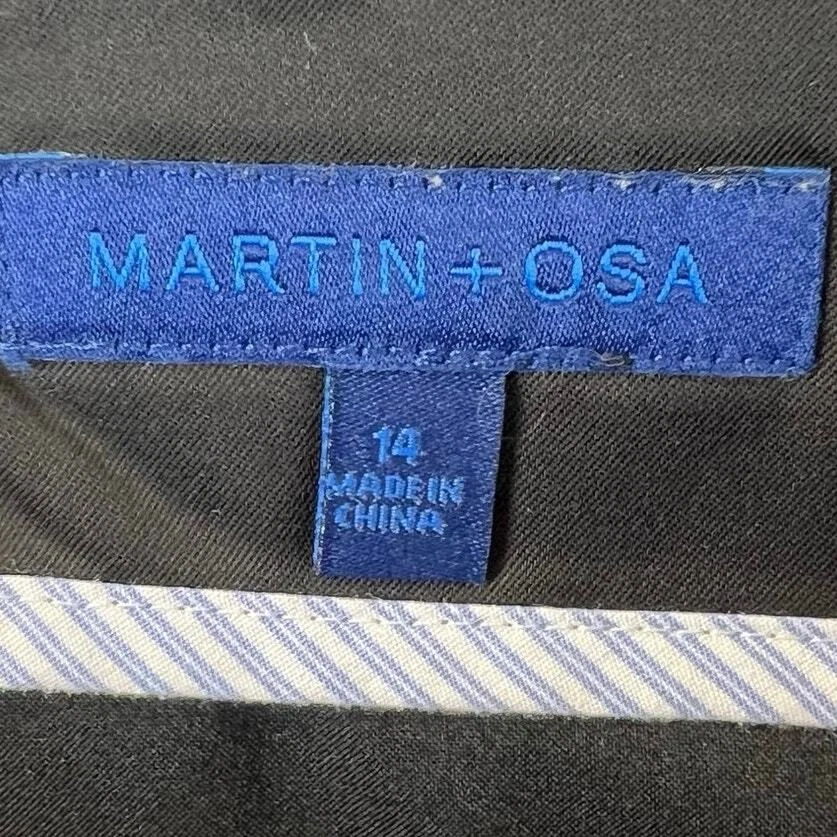 MARTIN + OSA
14
MADE IN
CHINA